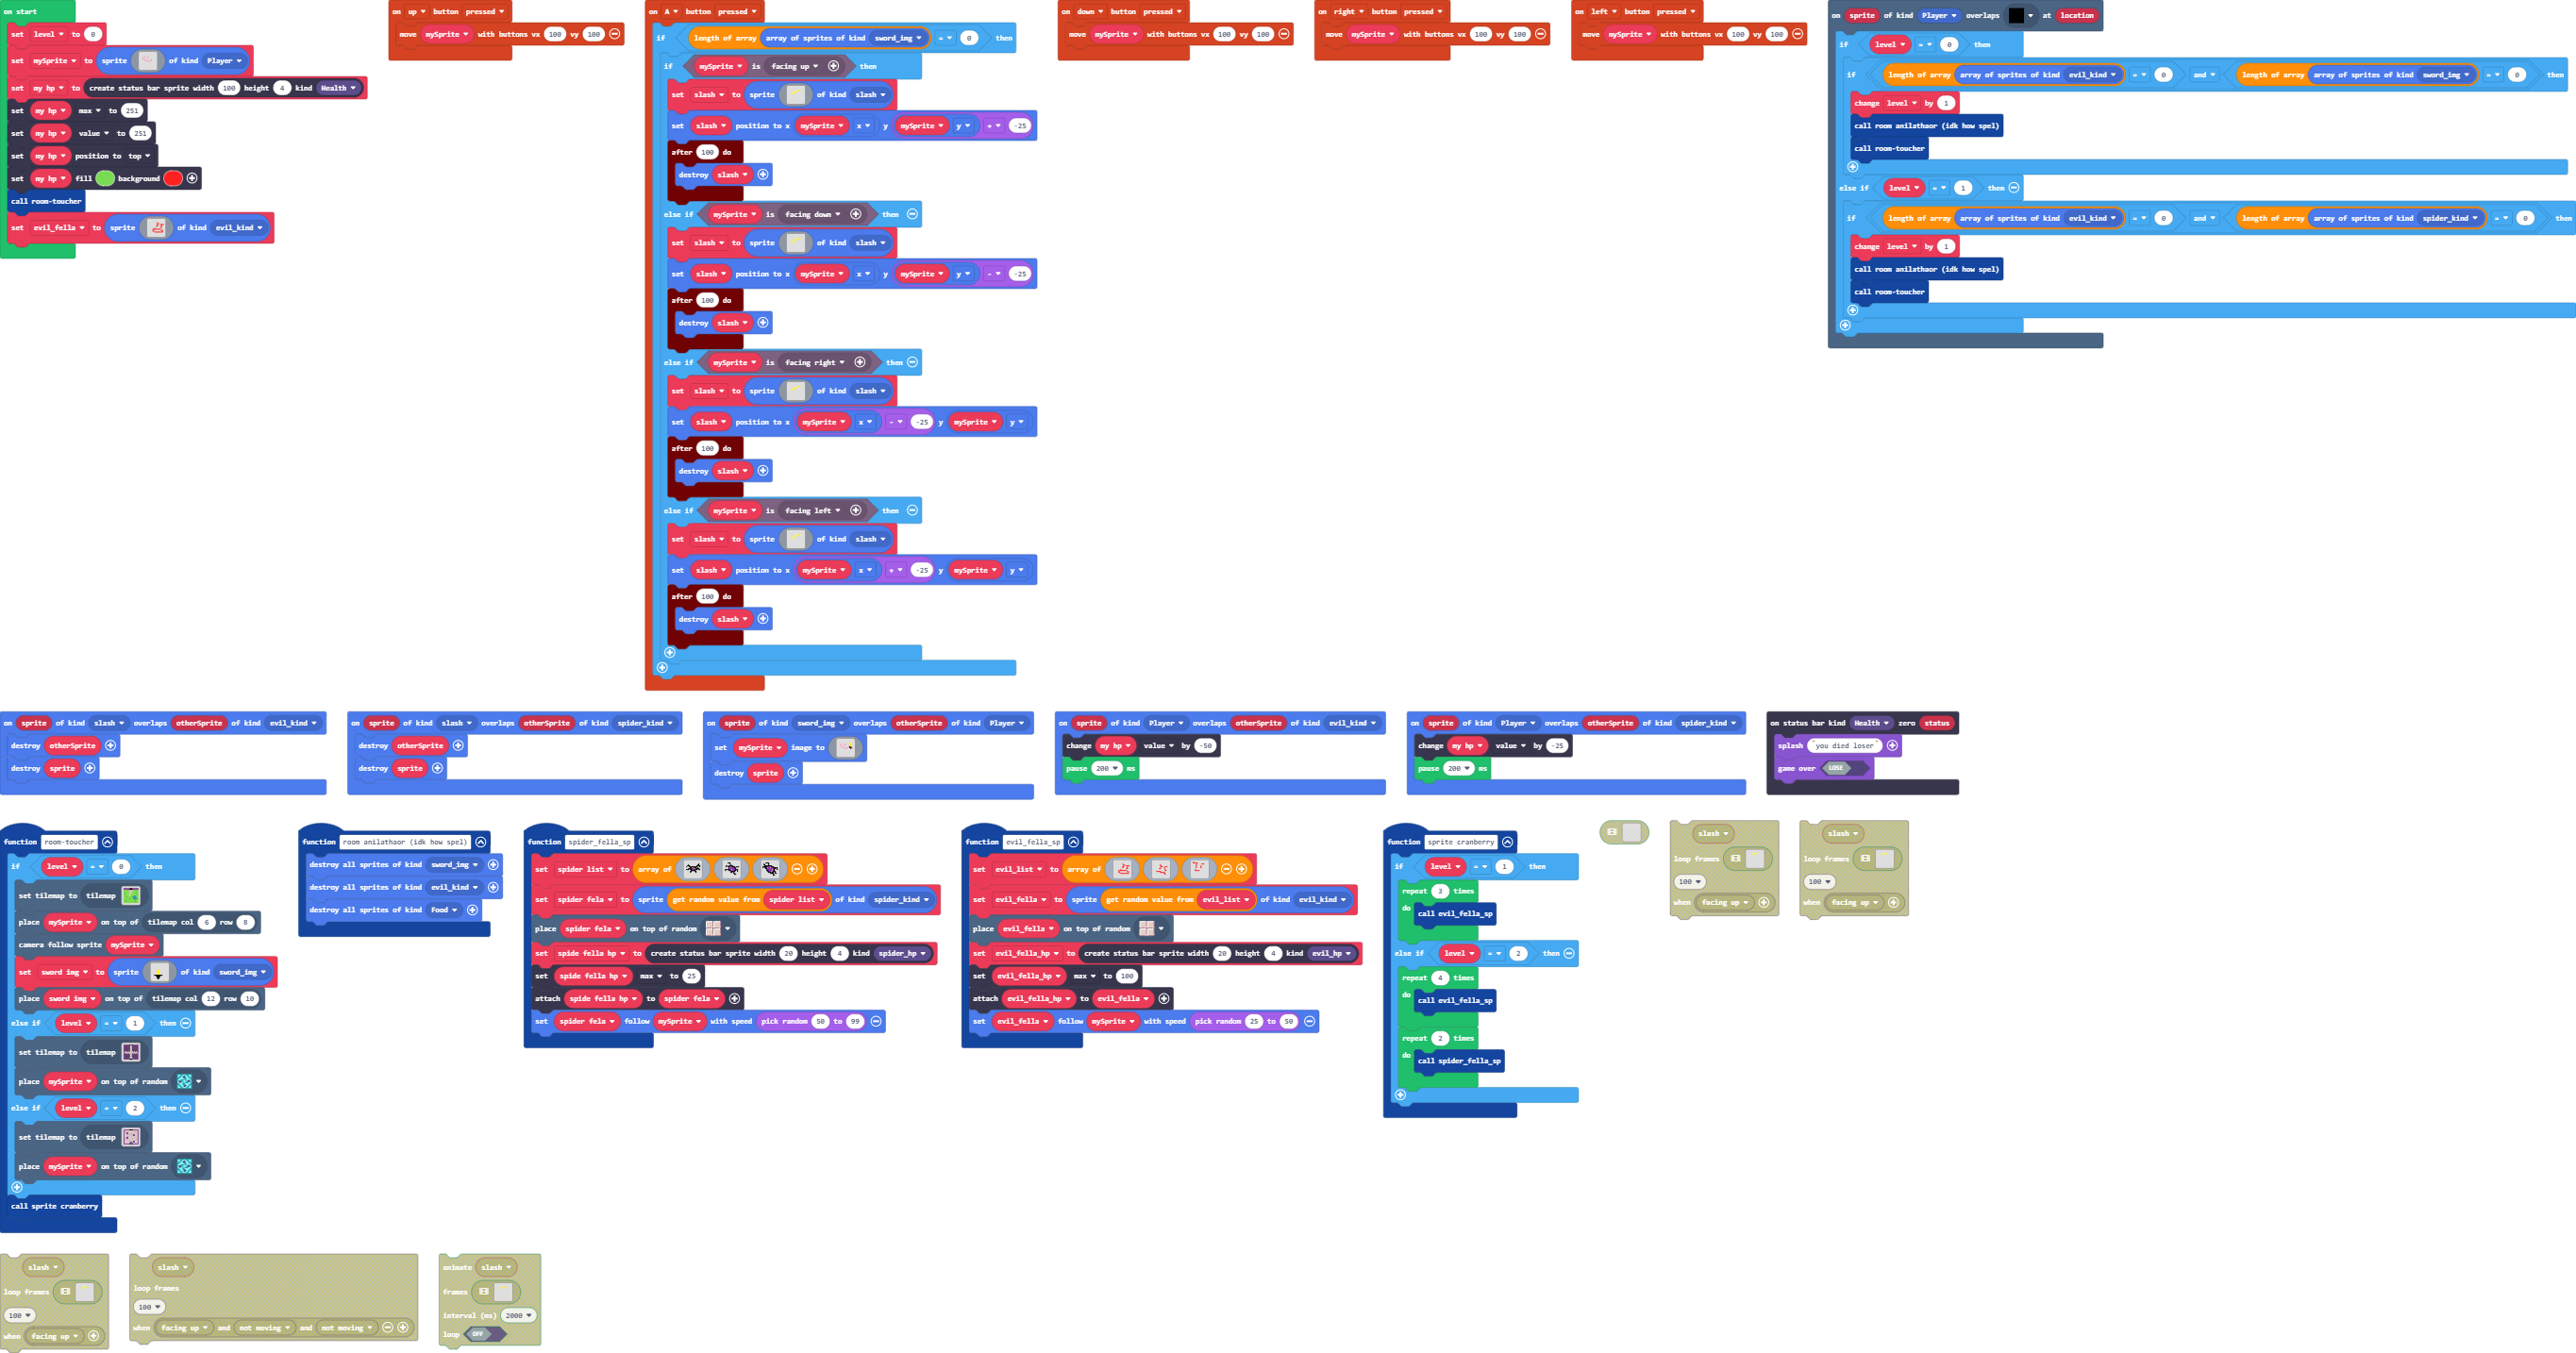 on start
set level to 0
set mySprite to sprite of kind Player
set my hp to create status bar sprite width 100 height 4 kind Health
set my hp max to 251
set my hp value to 251
set my hp position to top
set my hp fill background
call room-toucher
set evil_fella to sprite of kind evil_kind
on up button pressed
move mySprite with buttons vx 100 vy 100
on A button pressed
if length of array array of sprites of kind sword_img = 0 then
if mySprite is facing up then
set slash to sprite of kind slash
set slash position to x mySprite x y mySprite y + -25
after 100 do
destroy slash
else if mySprite is facing down then
set slash to sprite of kind slash
set slash position to x mySprite x y mySprite y - -25
after 100 do
destroy slash
else if mySprite is facing right then
set slash to sprite of kind slash
set slash position to x mySprite x - -25 y mySprite y
after 100 do
destroy slash
else if mySprite is facing left then
set slash to sprite of kind slash
set slash position to x mySprite x + -25 y mySprite y
after 100 do
destroy slash
on down button pressed
move mySprite with buttons vx 100 vy 100
on right button pressed
move mySprite with buttons vx 100 vy 100
on left button pressed
move mySprite with buttons vx 100 vy 100
on sprite of kind Player overlaps at location
if level = 0 then
if length of array array of sprites of kind evil_kind = 0 and length of array array of sprites of kind sword_img = 0 then
change level by 1
call room anilathaor (idk how spel)
call room-toucher
else if level = 1 then
if length of array array of sprites of kind evil_kind = 0 and length of array array of sprites of kind spider_kind = 0 then
change level by 1
call room anilathaor (idk how spel)
call room-toucher
on sprite of kind slash overlaps otherSprite of kind evil_kind
destroy otherSprite
destroy sprite
on sprite of kind slash overlaps otherSprite of kind spider_kind
destroy otherSprite
destroy sprite
on sprite of kind sword_img overlaps otherSprite of kind Player
set mySprite image to
destroy sprite
on sprite of kind Player overlaps otherSprite of kind evil_kind
change my hp value by -50
pause 200 ms
on sprite of kind Player overlaps otherSprite of kind spider_kind
change my hp value by -25
pause 200 ms
on status bar kind Health zero status
splash "you died loser"
game over LOSE
function room-toucher
if level = 0 then
set tilemap to tilemap
place mySprite on top of tilemap col 6 row 8
camera follow sprite mySprite
set sword img to sprite of kind sword_img
place sword img on top of tilemap col 12 row 10
else if level = 1 then
set tilemap to tilemap
place mySprite on top of random
else if level = 2 then
set tilemap to tilemap
place mySprite on top of random
call sprite cranberry
function room anilathaor (idk how spel)
destroy all sprites of kind sword_img
destroy all sprites of kind evil_kind
destroy all sprites of kind Food
function spider_fella_sp
set spider list to array of
set spider fela to sprite get random value from spider list of kind spider_kind
place spider fela on top of random
set spide fella hp to create status bar sprite width 20 height 4 kind spider_hp
set spide fella hp max to 25
attach spide fella hp to spider fela
set spider fela follow mySprite with speed pick random 50 to 99
function evil_fella_sp
set evil_list to array of
set evil_fella to sprite get random value from evil_list of kind evil_kind
place evil_fella on top of random
set evil_fella_hp to create status bar sprite width 20 height 4 kind evil_hp
set evil_fella_hp max to 100
attach evil_fella_hp to evil_fella
set evil_fella follow mySprite with speed pick random 25 to 50
function sprite cranberry
if level = 1 then
repeat 3 times
do call evil_fella_sp
else if level = 2 then
repeat 4 times
do call evil_fella_sp
repeat 2 times
do call spider_fella_sp
slash
loop frames
100
when facing up
slash
loop frames
100
when facing up
slash
loop frames
100
when facing up
slash
loop frames
100
when facing up and not moving and not moving
animate slash
frames
interval (ms) 2000
loop OFF